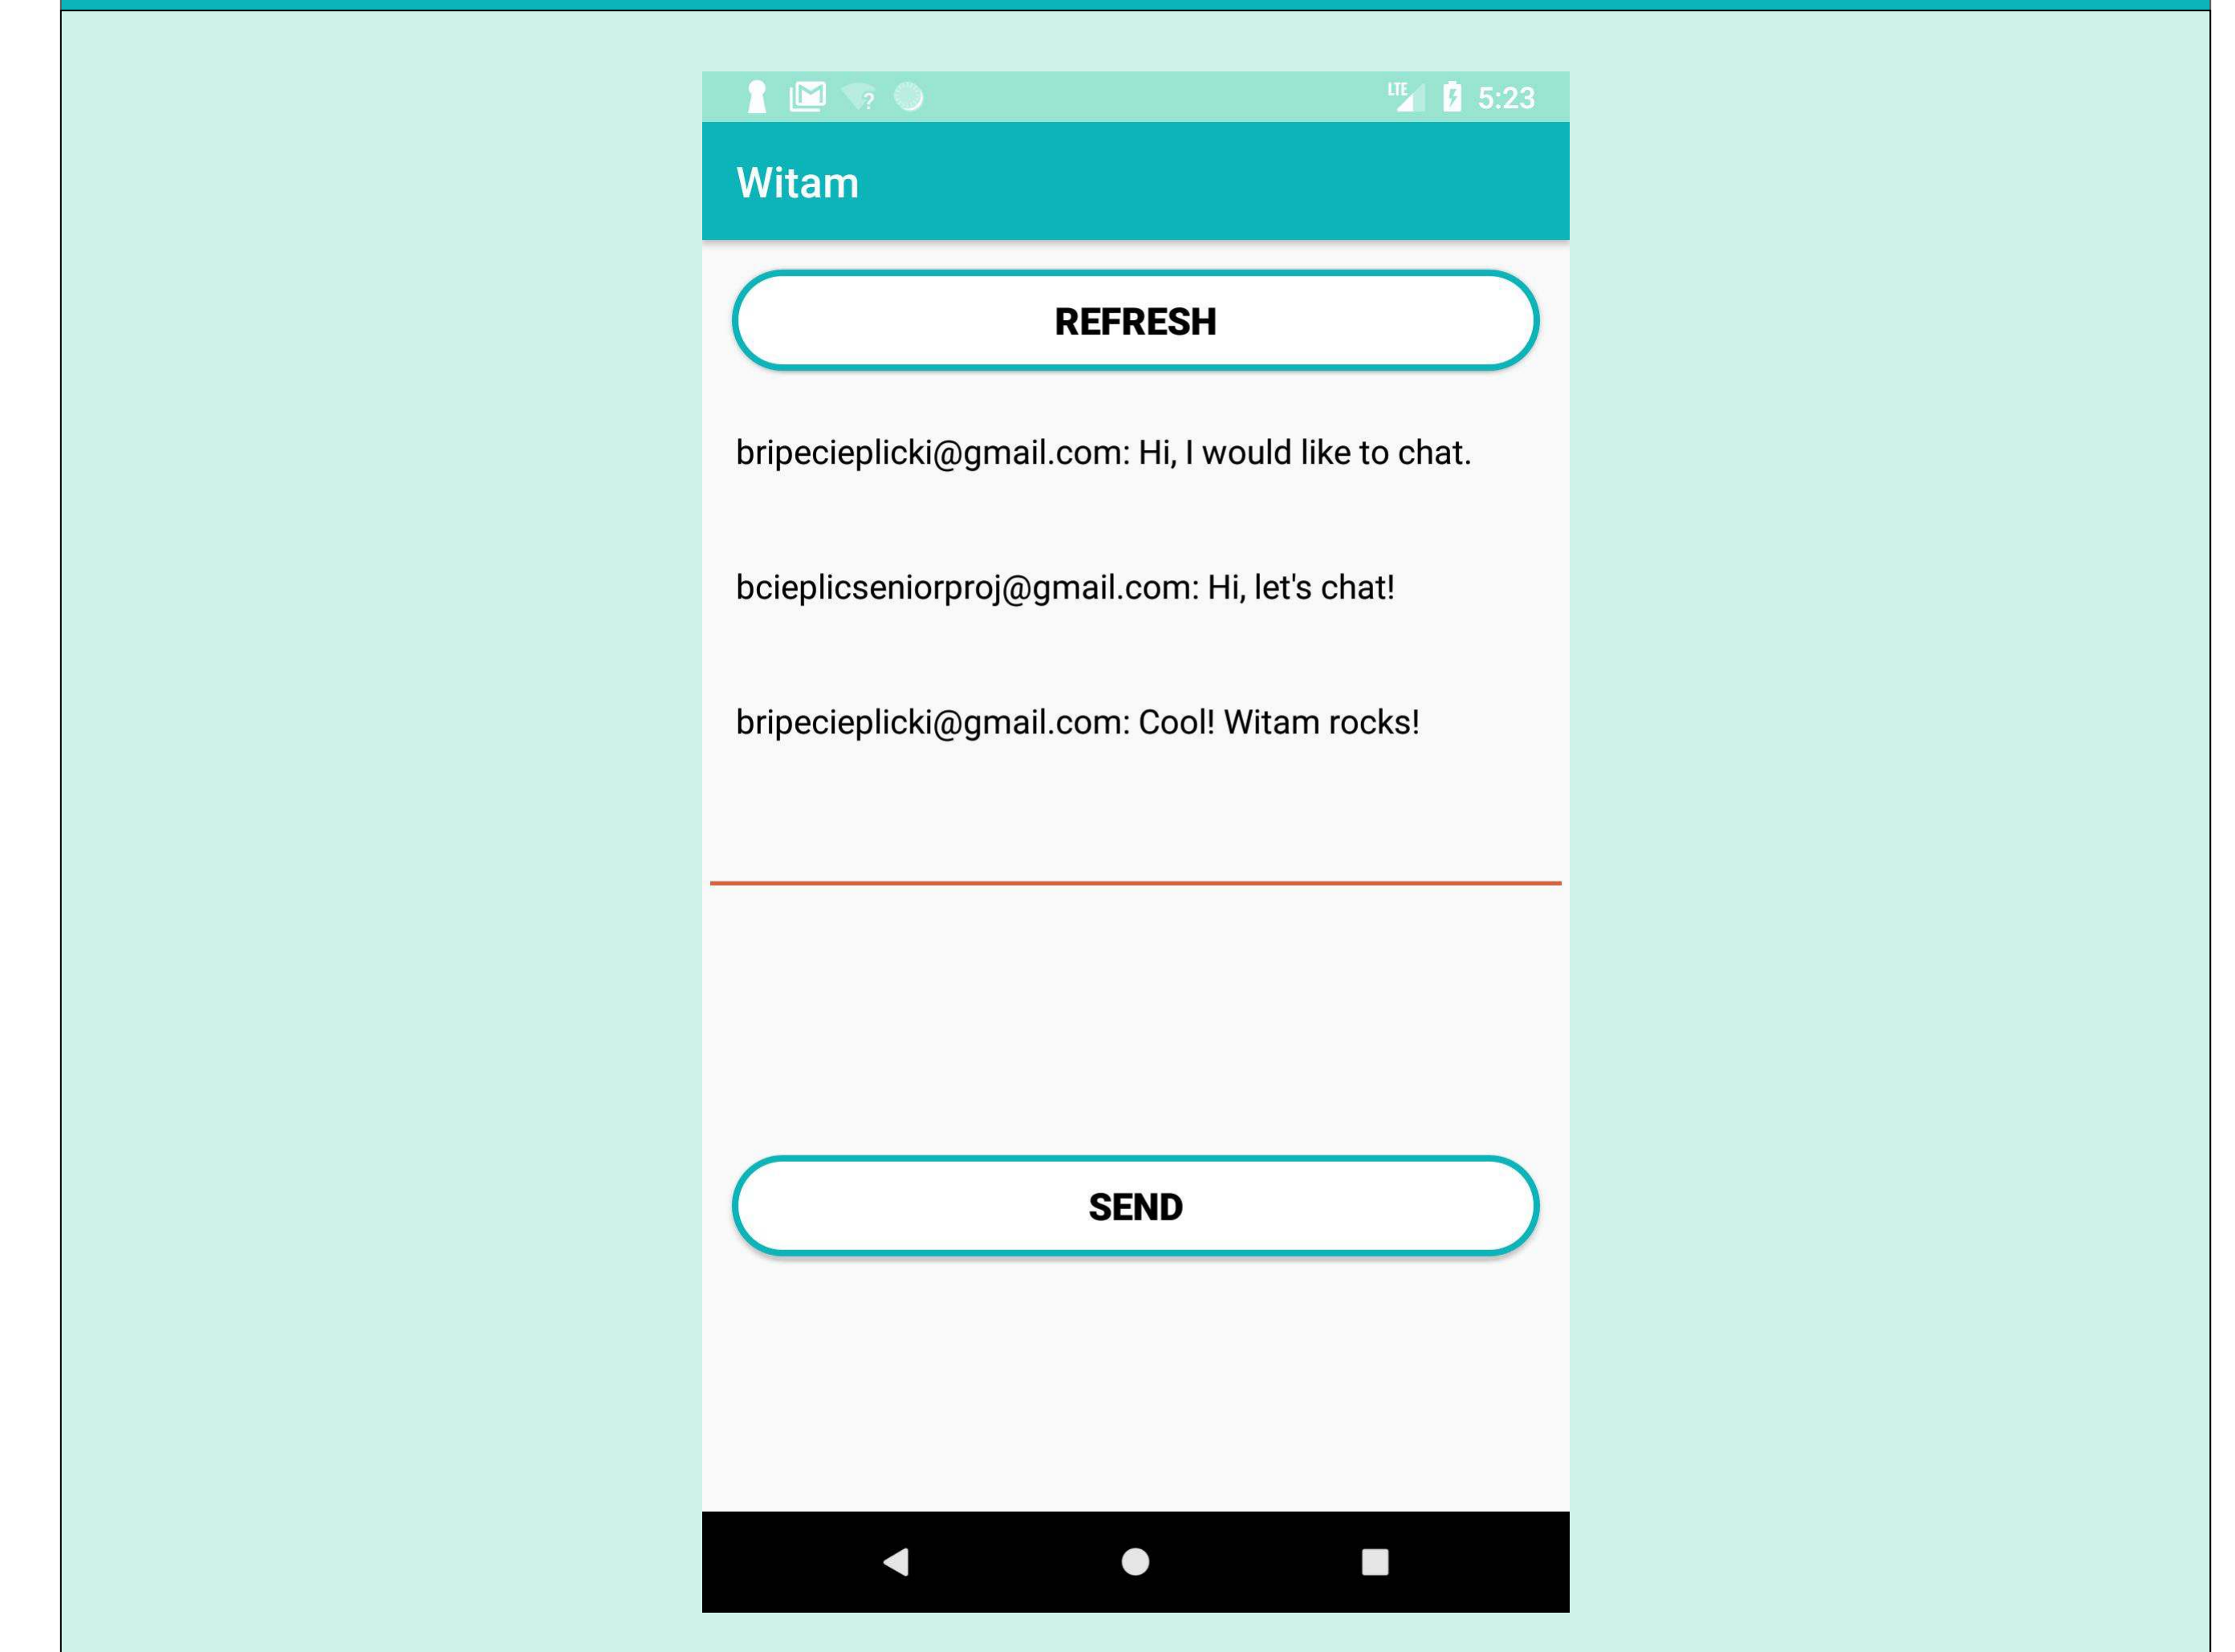 LTE 5:23
Witam
REFRESH
bripecieplicki@gmail.com: Hi, I would like to chat.
bcieplicseniorproj@gmail.com: Hi, let's chat!
bripecieplicki@gmail.com: Cool! Witam rocks!
SEND